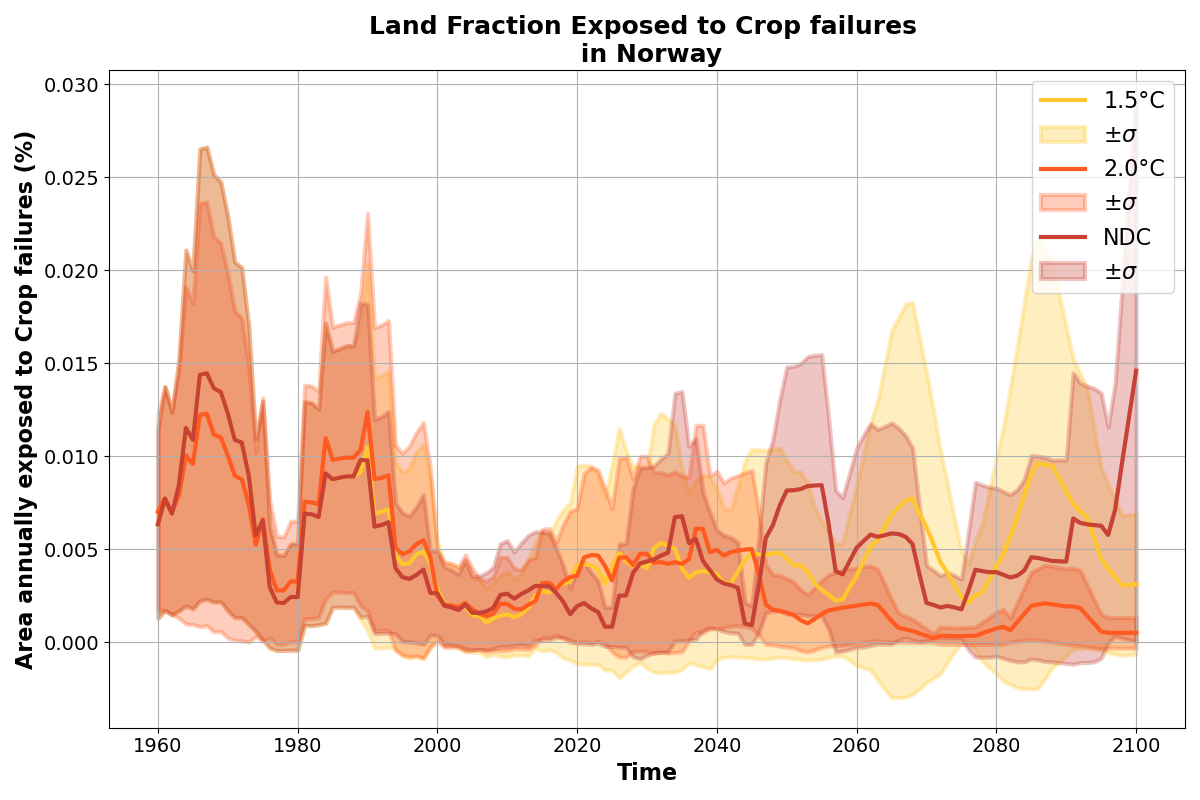 Land Fraction Exposed to Crop failures
in Norway
Area annually exposed to Crop failures (%)
0.030
0.025
0.020
0.015
0.010
0.005
0.000
1.5°C
±σ
2.0°C
±σ
NDC
±σ
1960
1980
2000
2020
2040
2060
2080
2100
Time